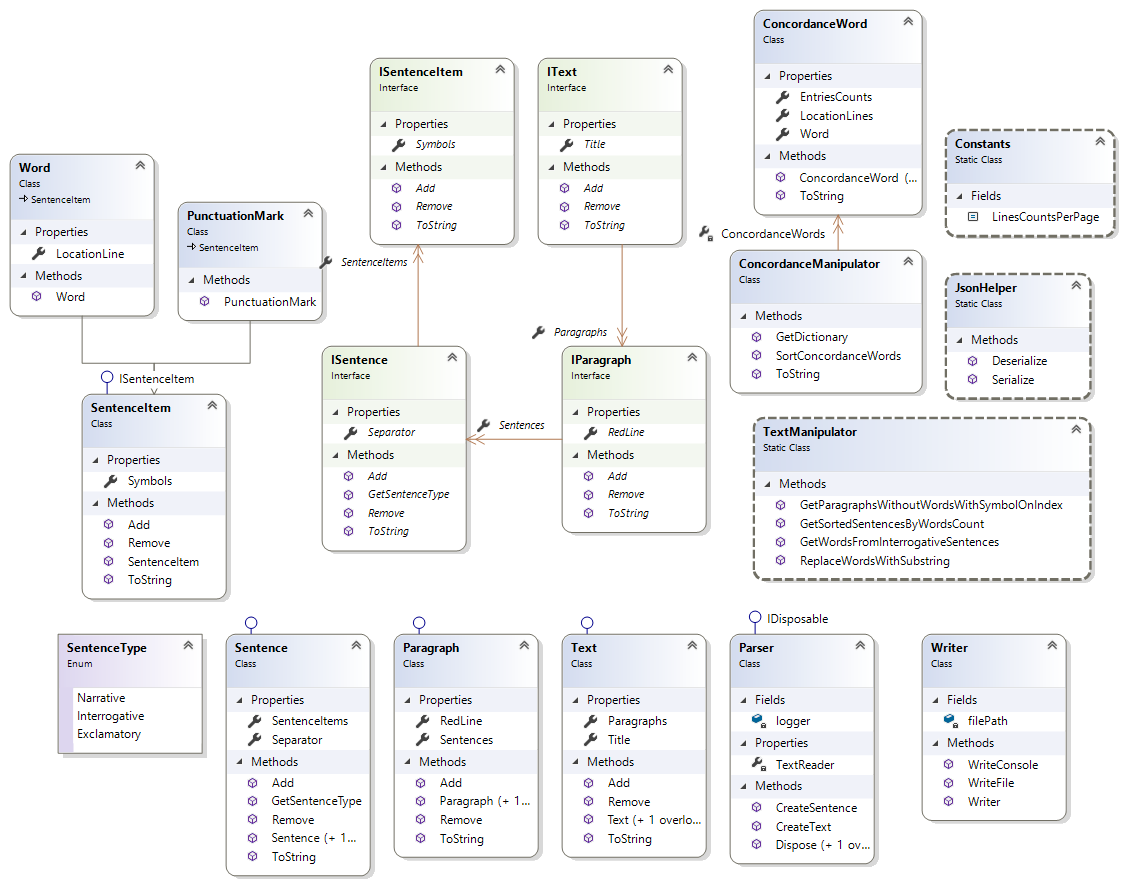 ConcordanceWord
Class
Properties
EntriesCounts
LocationLines
Word
Methods
ConcordanceWord (...
ToString
ISentenceItem
Interface
Properties
Symbols
Methods
Add
Remove
ToString
IText
Interface
Properties
Title
Methods
Add
Remove
ToString
Constants
Static Class
Fields
LinesCountsPerPage
Word
Class
SentenceItem
Properties
LocationLine
Methods
Word
PunctuationMark
Class
SentenceItem
Methods
PunctuationMark
SentenceItems
Paragraphs
ConcordanceWords
ConcordanceManipulator
Class
Methods
GetDictionary
SortConcordanceWords
ToString
JsonHelper
Static Class
Methods
Deserialize
Serialize
ISentence
Interface
Properties
Separator
Methods
Add
GetSentenceType
Remove
ToString
Sentences
IParagraph
Interface
Properties
RedLine
Methods
Add
Remove
ToString
ISentenceItem
SentenceItem
Class
Properties
Symbols
Methods
Add
Remove
SentenceItem
ToString
TextManipulator
Static Class
Methods
GetParagraphsWithoutWordsWithSymbolOnIndex
GetSortedSentencesByWordsCount
GetWordsFromInterrogativeSentences
ReplaceWordsWithSubstring
SentenceType
Enum
Narrative
Interrogative
Exclamatory
Sentence
Class
Properties
SentenceItems
Separator
Methods
Add
GetSentenceType
Remove
Sentence (+ 1...
ToString
Paragraph
Class
Properties
RedLine
Sentences
Methods
Add
Paragraph (+ 1...
Remove
ToString
Text
Class
Properties
Paragraphs
Title
Methods
Add
Remove
Text (+ 1 overlo...
ToString
IDisposable
Parser
Class
Fields
logger
Properties
TextReader
Methods
CreateSentence
CreateText
Dispose (+ 1 ov...
Writer
Class
Fields
filePath
Methods
WriteConsole
WriteFile
Writer